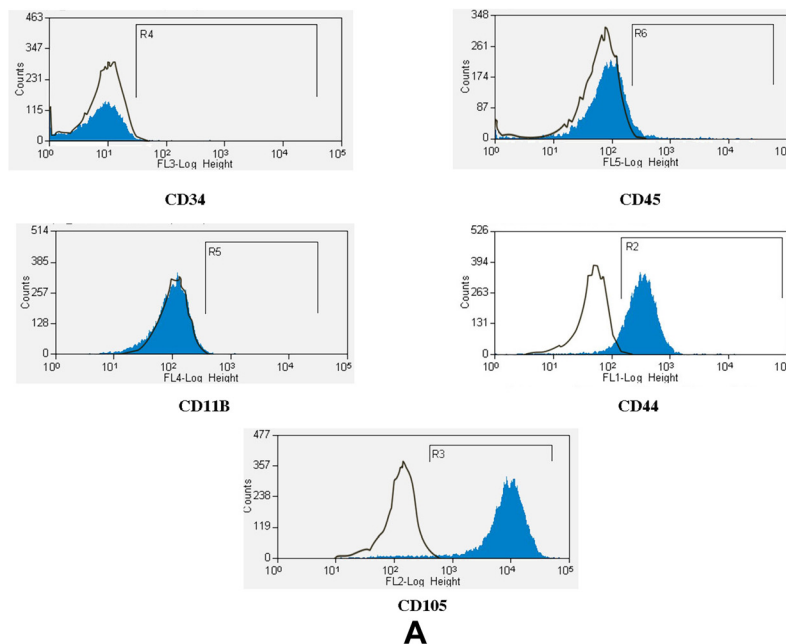 463
347
231
115
0
Counts
R4
10⁰ 10¹ 10² 10³ 10⁴ 10⁵
FL3-Log Height
CD34
348
261
174
87
0
Counts
R6
10⁰ 10¹ 10² 10³ 10⁴
FL5-Log Height
CD45
514
385
257
128
0
Counts
R5
10⁰ 10¹ 10² 10³ 10⁴ 10⁵
FL4-Log Height
CD11B
526
394
263
131
0
Counts
R2
10⁰ 10¹ 10² 10³ 10⁴
FL1-Log Height
CD44
477
357
238
119
0
Counts
R3
10⁰ 10¹ 10² 10³ 10⁴ 10⁵
FL2-Log Height
CD105
A